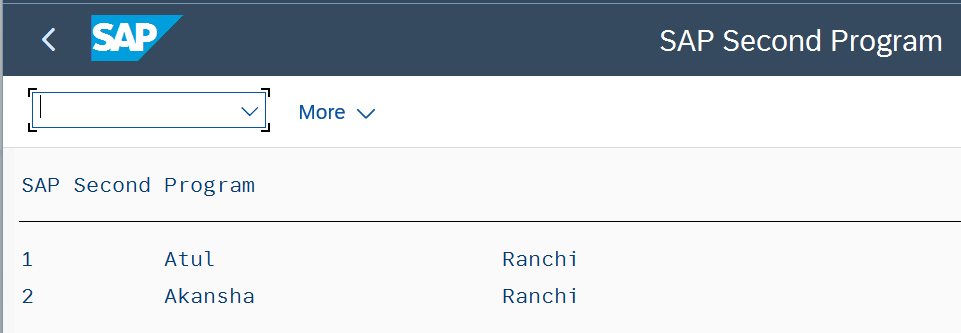 SAP SAP Second Program
More
SAP Second Program
1 Atul Ranchi
2 Akansha Ranchi